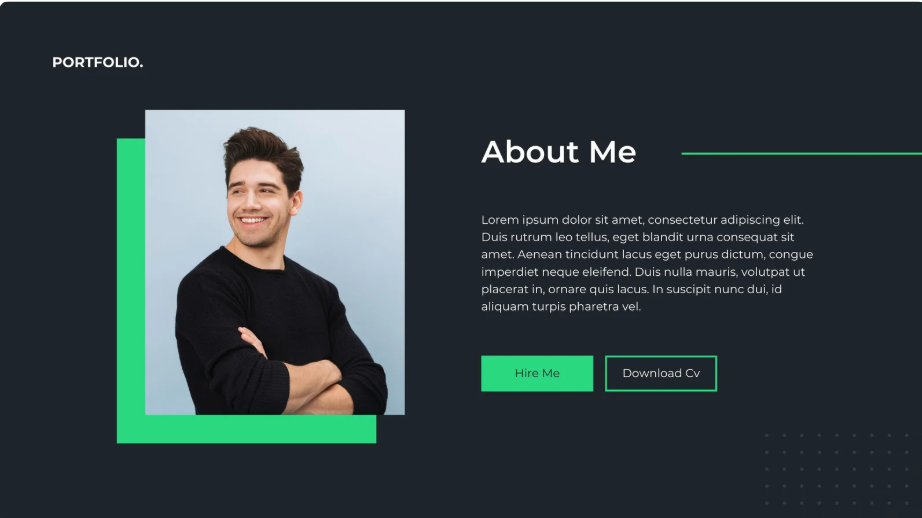 PORTFOLIO.
About Me
Lorem ipsum dolor sit amet, consectetur adipiscing elit.
Duis rutrum leo tellus, eget blandit urna consequat sit
amet. Aenean tincidunt lacus eget purus dictum, congue
imperdiet neque eleifend. Duis nulla mauris, volutpat ut
placerat in, ornare quis lacus. In suscipit nunc dui, id
aliquam turpis pharetra vel.
Hire Me
Download Cv